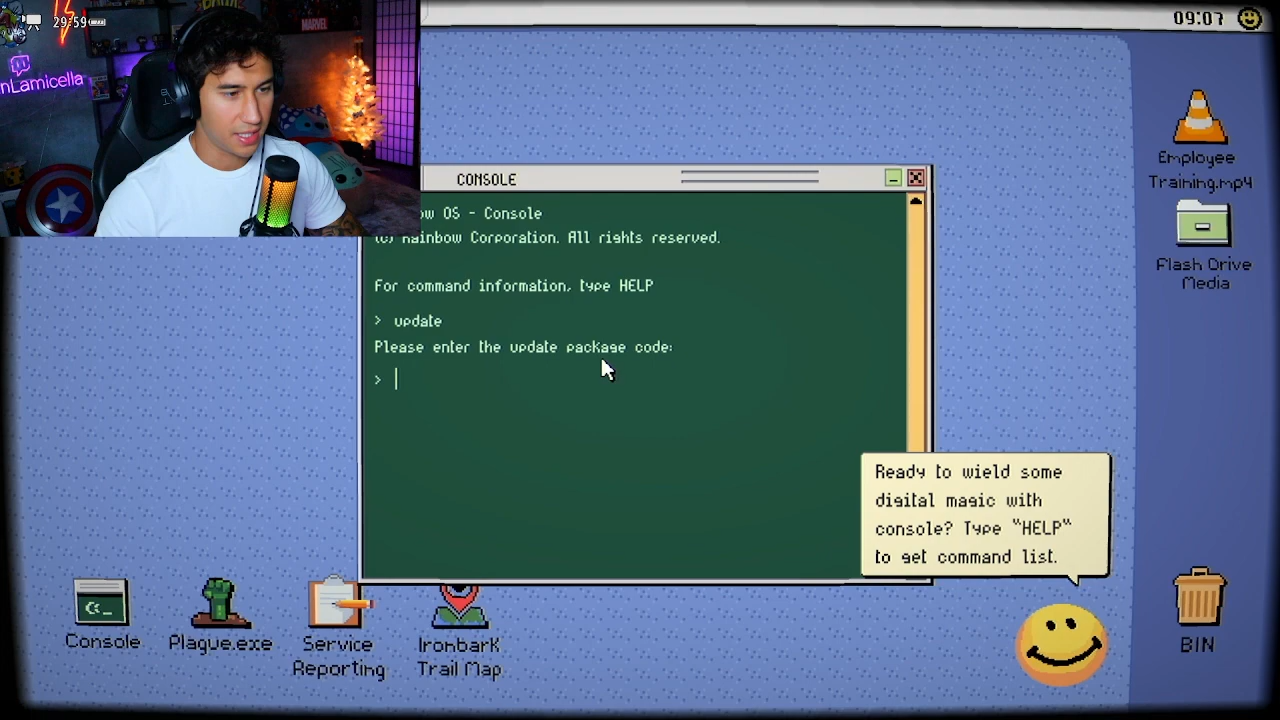 29:59
MARVEL
nLamicella
09:07
CONSOLE
ow OS - Console
(c) Rainbow Corporation. All rights reserved.
For command information, type HELP
> update
Please enter the update package code:
>
Ready to wield some
digital magic with
console? Type "HELP"
to get command list.
Employee
Training.mp4
Flash Drive
Media
Console
Plague.exe
Service
Reporting
Ironbark
Trail Map
BIN